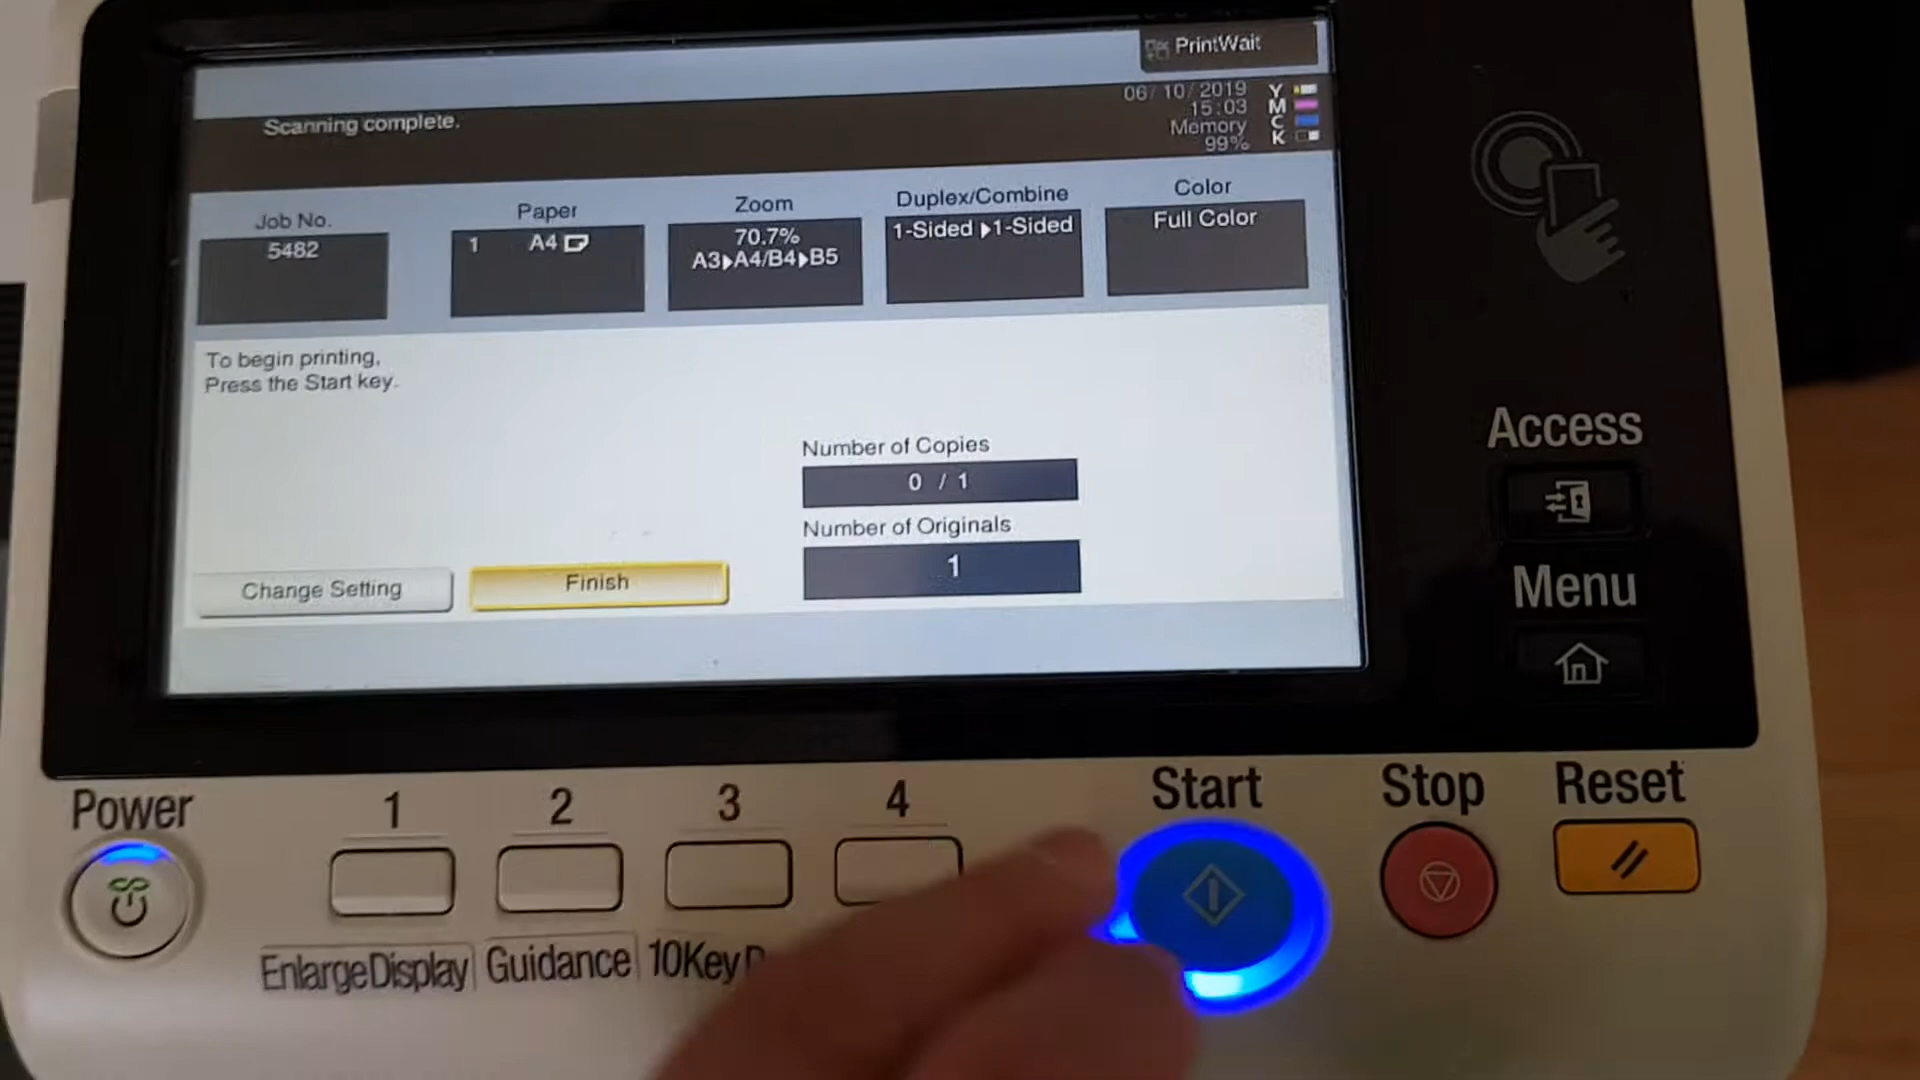 PrintWait
Scanning complete.
06/10/2019
15:03
Memory
99%
Y
M
C
K
Job No.
5482
Paper
1 A4
Zoom
70.7%
A3▶A4/B4▶B5
Duplex/Combine
1-Sided ▶1-Sided
Color
Full Color
To begin printing,
Press the Start key.
Number of Copies
0 / 1
Number of Originals
1
Change Setting
Finish
Access
Menu
Power
1
2
3
4
Start
Stop
Reset
EnlargeDisplay
Guidance
10Key